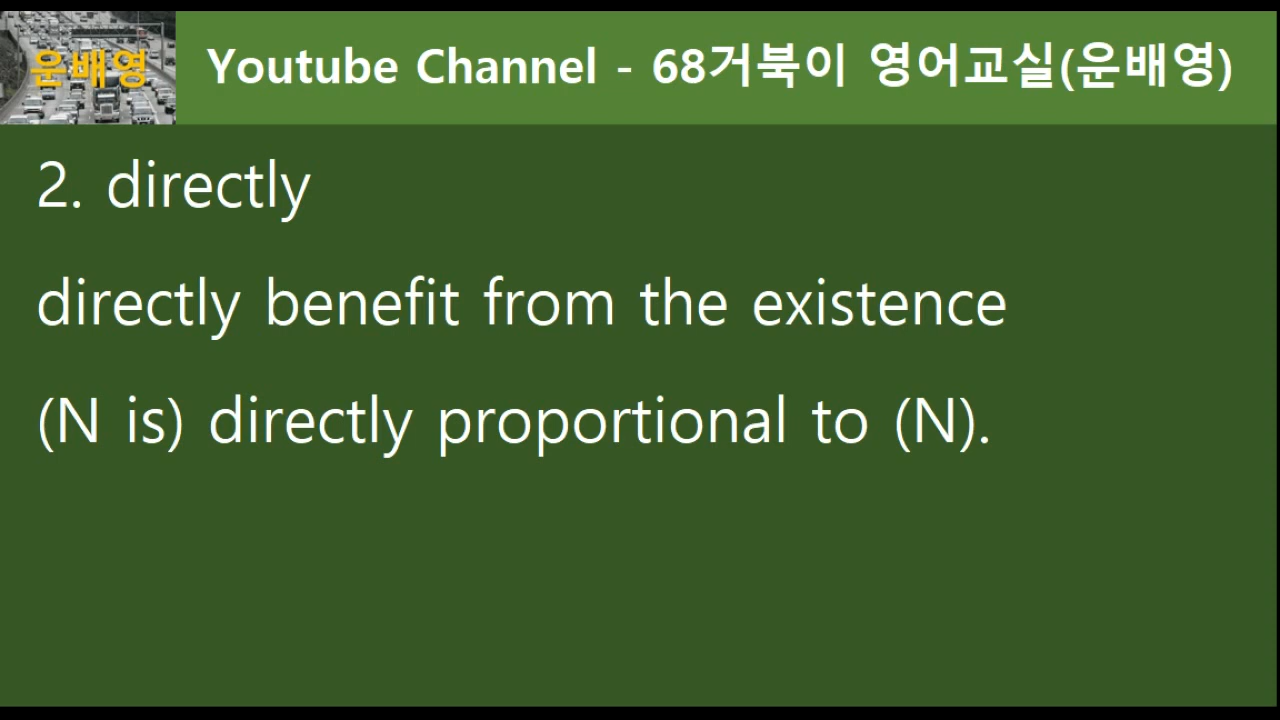 운배영
Youtube Channel - 68거북이 영어교실(운배영)
2. directly
directly benefit from the existence
(N is) directly proportional to (N).